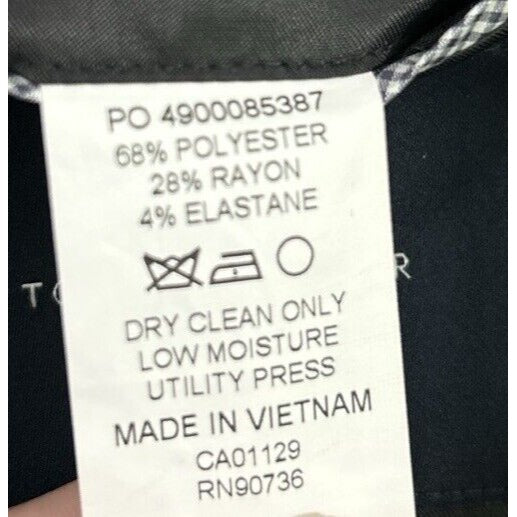 PO 4900085387
68% POLYESTER
28% RAYON
4% ELASTANE
DRY CLEAN ONLY
LOW MOISTURE
UTILITY PRESS
MADE IN VIETNAM
CA01129
RN90736